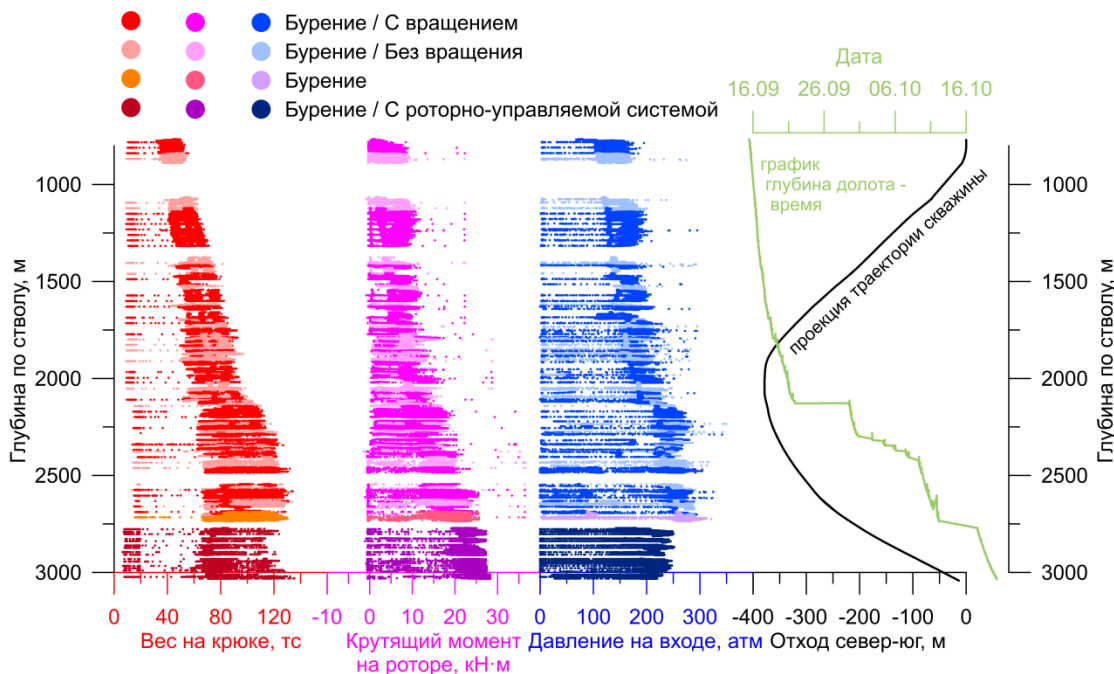 Бурение / С вращением
Бурение / Без вращения
Бурение
Бурение / С роторно-управляемой системой
Дата
16.09 26.09 06.10 16.10
график
глубина долота -
время
проекция траектории скважины
Глубина по стволу, м
1000
1500
2000
2500
3000
Глубина по стволу, м
1000
1500
2000
2500
3000
0 40 80 120
Вес на крюке, тс
-10 0 10 20 30
Крутящий момент
на роторе, кН·м
0 100 200 300
Давление на входе, атм
-400 -300 -200 -100 0
Отход север-юг, м